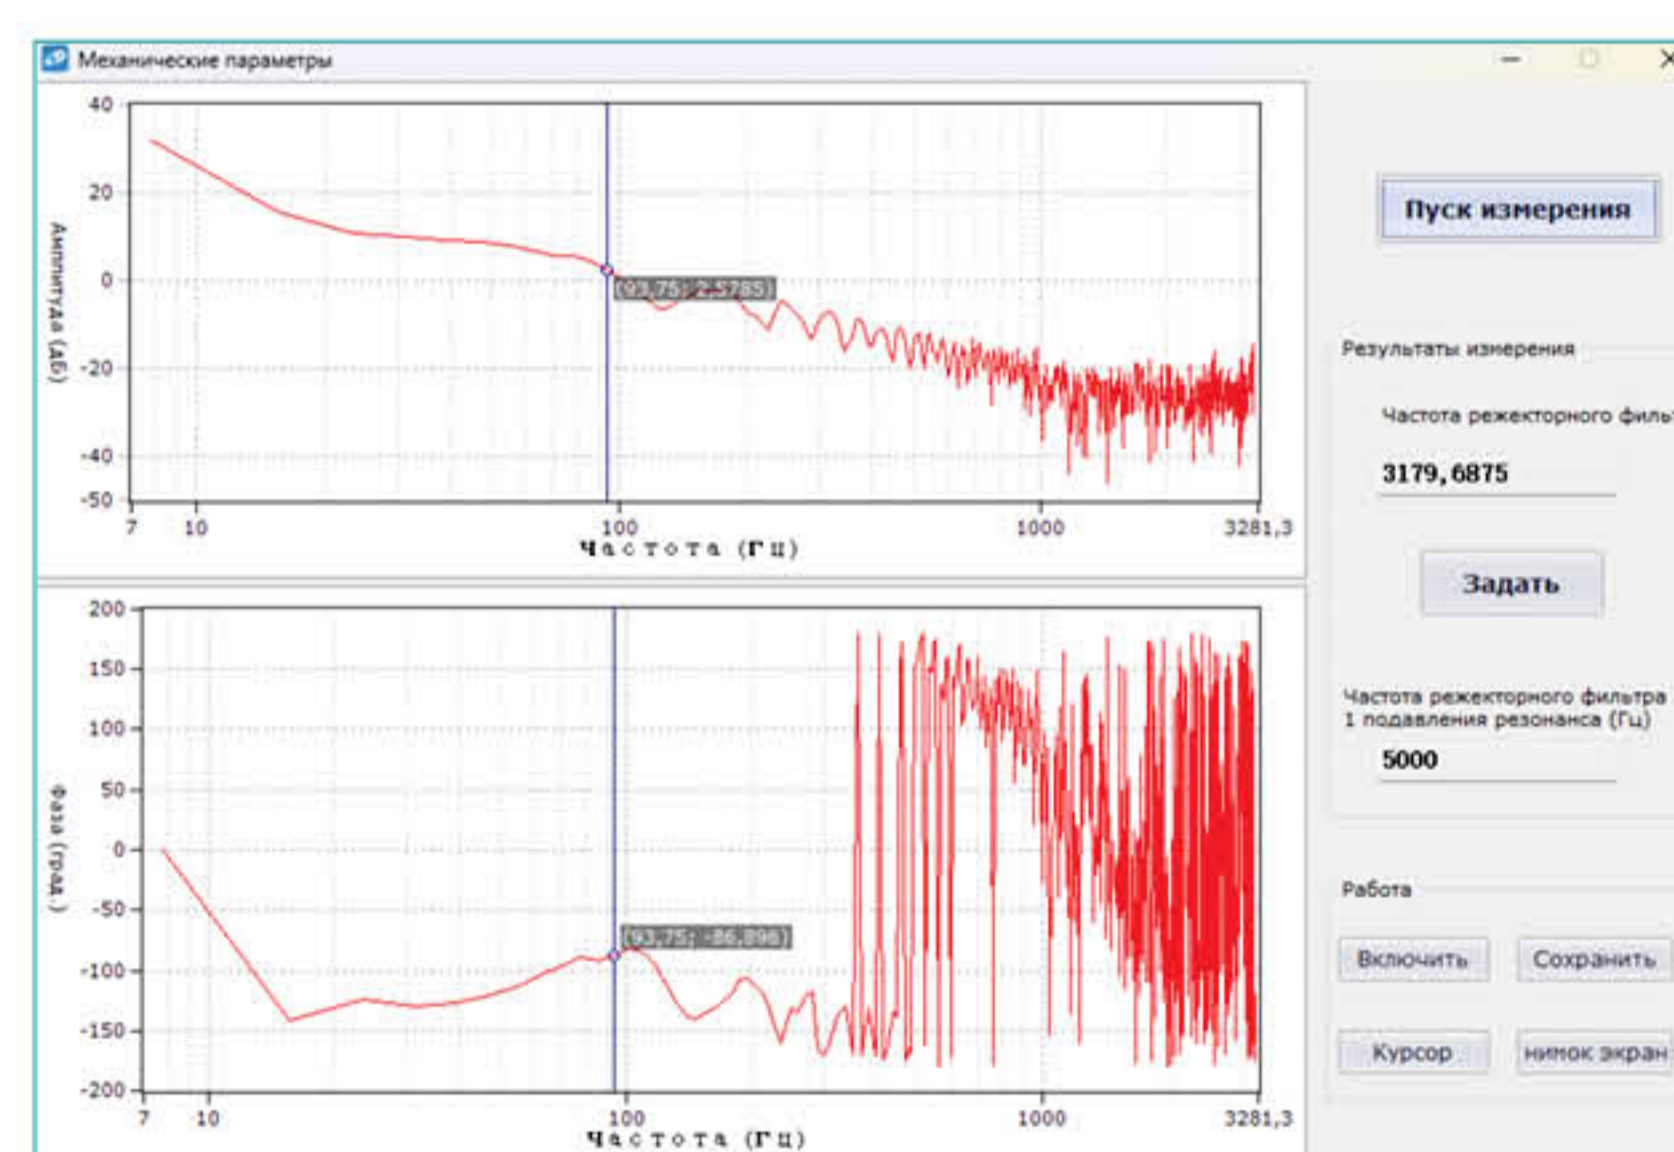 Механические параметры
40
20
0
-20
-40
-50
Амплитуда (дБ)
7 10 100 1000 3281,3
Частота (Гц)
(93,75; 2,5785)
200
150
100
50
0
-50
-100
-150
-200
Фаза (град.)
7 10 100 1000 3281,3
Частота (Гц)
(93,75; -86,896)
Пуск измерения
Результаты измерения
Частота режекторного фильт
3179,6875
Задать
Частота режекторного фильтра
1 подавления резонанса (Гц)
5000
Работа
Включить Сохранить
Курсор нимок экран